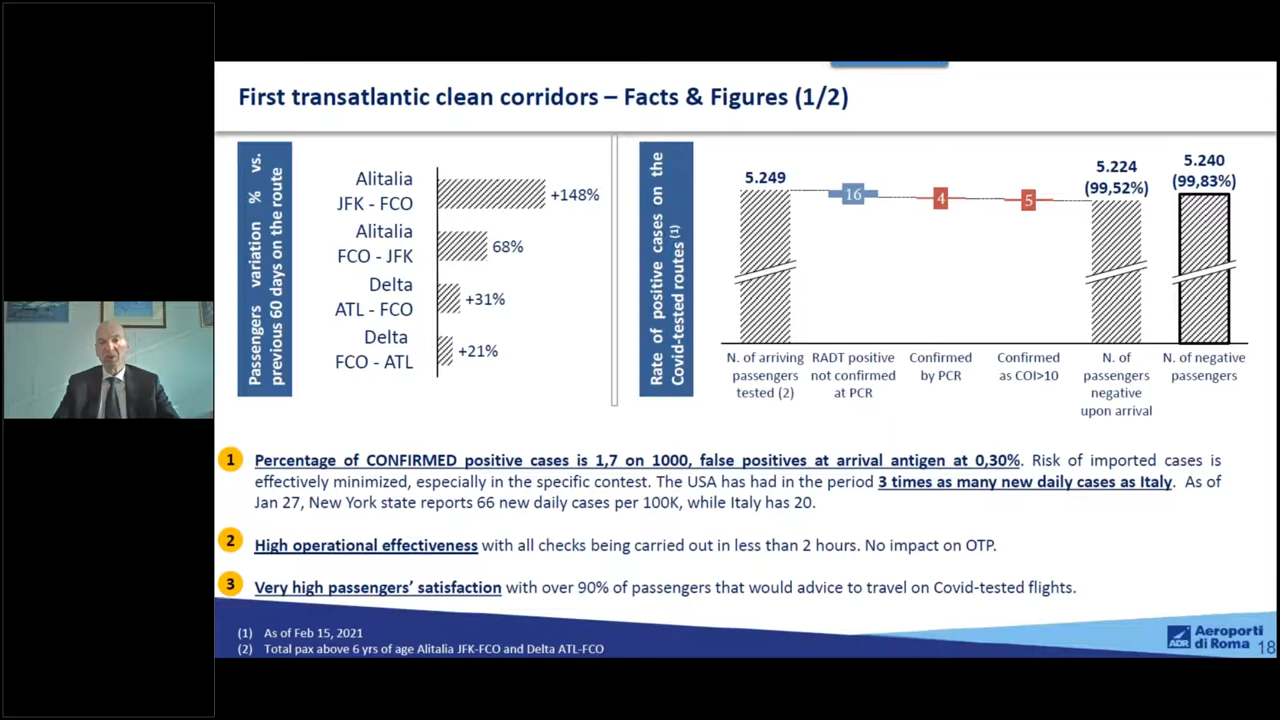 First transatlantic clean corridors – Facts & Figures (1/2)
Passengers variation % vs.
previous 60 days on the route
Alitalia
JFK - FCO
+148%
Alitalia
FCO - JFK
68%
Delta
ATL - FCO
+31%
Delta
FCO - ATL
+21%
Rate of positive cases on the
Covid-tested routes (1)
5.249
16
4
5
5.224
(99,52%)
5.240
(99,83%)
N. of arriving
passengers
tested (2)
RADT positive
not confirmed
at PCR
Confirmed
by PCR
Confirmed
as COI>10
N. of
passengers
negative
upon arrival
N. of negative
passengers
1 Percentage of CONFIRMED positive cases is 1,7 on 1000, false positives at arrival antigen at 0,30%. Risk of imported cases is
effectively minimized, especially in the specific contest. The USA has had in the period 3 times as many new daily cases as Italy. As of
Jan 27, New York state reports 66 new daily cases per 100K, while Italy has 20.
2 High operational effectiveness with all checks being carried out in less than 2 hours. No impact on OTP.
3 Very high passengers' satisfaction with over 90% of passengers that would advice to travel on Covid-tested flights.
(1) As of Feb 15, 2021
(2) Total pax above 6 yrs of age Alitalia JFK-FCO and Delta ATL-FCO
ADR
Aeroporti
di Roma
18